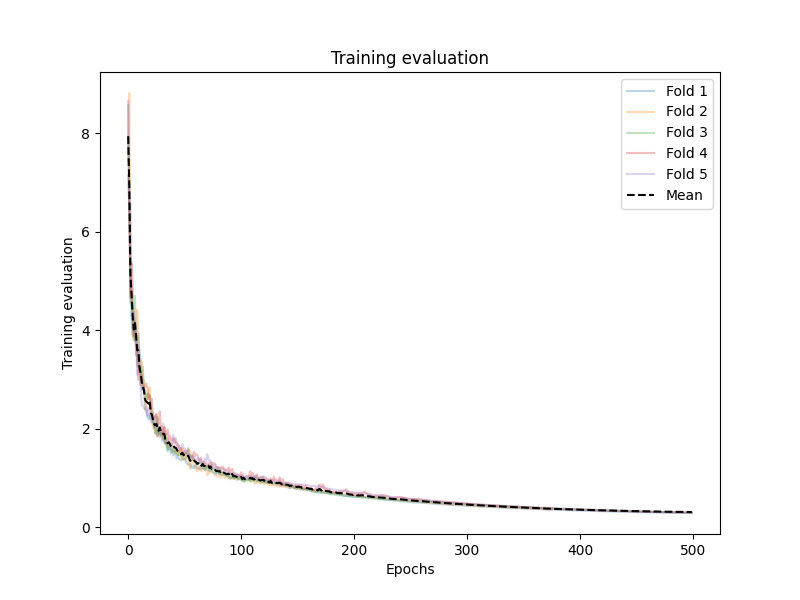 Training evaluation
Fold 1
Fold 2
Fold 3
Fold 4
Fold 5
Mean
Training evaluation
8
6
4
2
0
0 100 200 300 400 500
Epochs